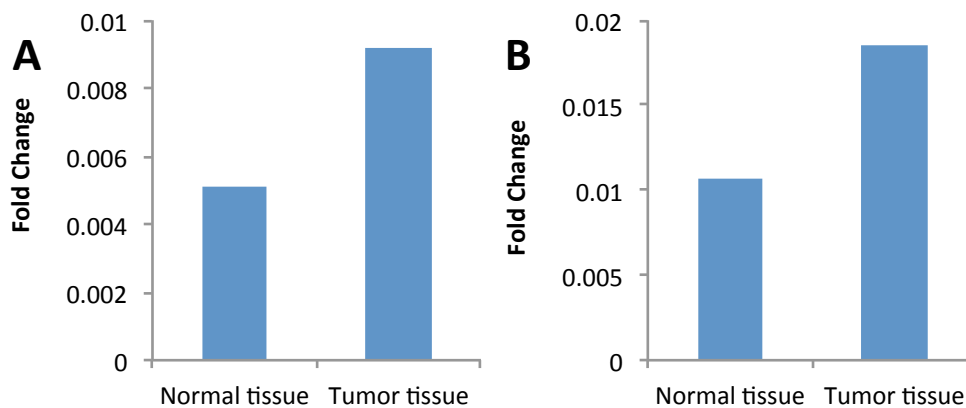 A
Fold Change
0.01
0.008
0.006
0.004
0.002
0
Normal tissue
Tumor tissue
B
Fold Change
0.02
0.015
0.01
0.005
0
Normal tissue
Tumor tissue